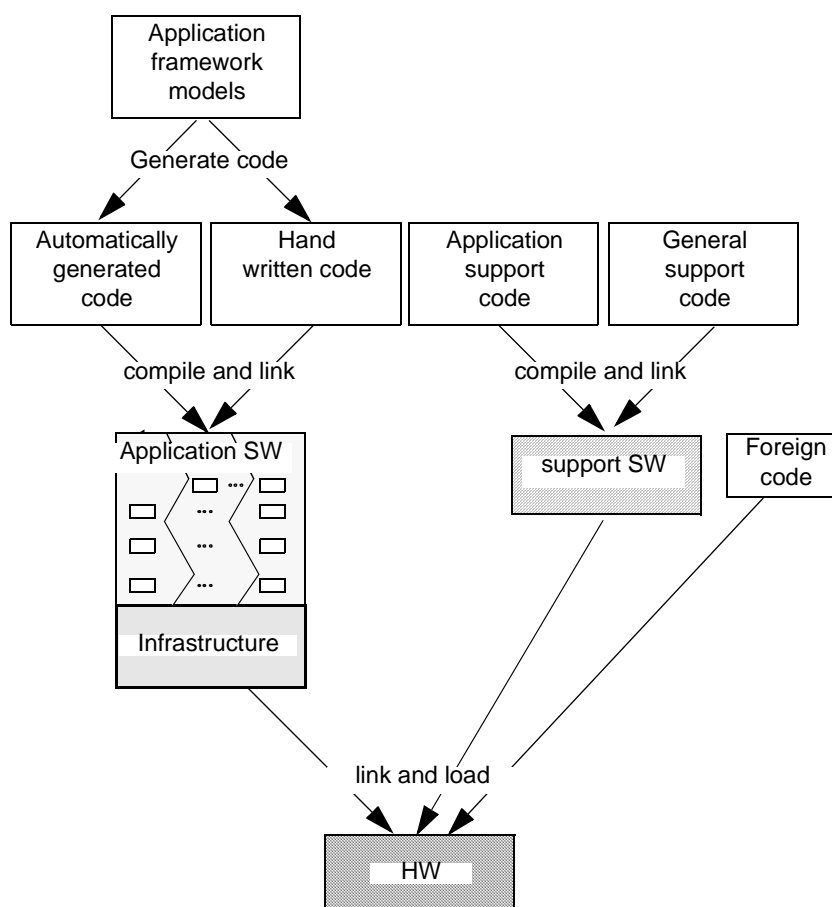 Application
framework
models
Generate code
Automatically
generated
code
Hand
written code
Application
support
code
General
support
code
compile and link
compile and link
Application SW
support SW
Foreign
code
Infrastructure
link and load
HW